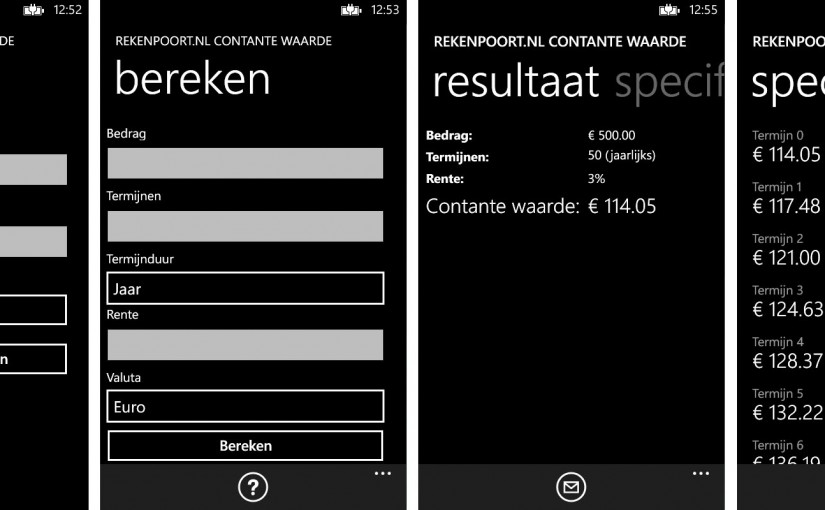 12:52
DE
n
12:53
REKENPOORT.NL CONTANTE WAARDE
bereken
Bedrag
Termijnen
Termijnduur
Jaar
Rente
Valuta
Euro
Bereken
?
...
12:55
REKENPOORT.NL CONTANTE WAARDE
resultaat specif
Bedrag: € 500.00
Termijnen: 50 (jaarlijks)
Rente: 3%
Contante waarde: € 114.05
...
REKENPOO
spec
Termijn 0
€ 114.05
Termijn 1
€ 117.48
Termijn 2
€ 121.00
Termijn 3
€ 124.63
Termijn 4
€ 128.37
Termijn 5
€ 132.22
Termijn 6
€ 136.19